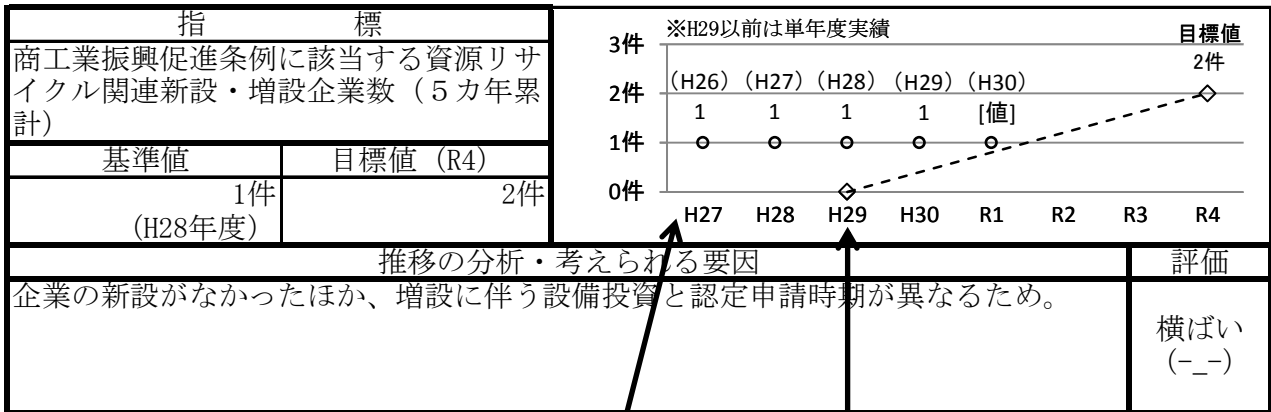 指　標
商工業振興促進条例に該当する資源リサ
イクル関連新設・増設企業数（５カ年累
計）
基準値
目標値（R4）
1件
（H28年度）
2件
※H29以前は単年度実績
目標値
2件
3件
2件
1件
0件
（H26）（H27）（H28）（H29）（H30）
1 1 1 1 [値]
H27 H28 H29 H30 R1 R2 R3 R4
推移の分析・考えられる要因
評価
企業の新設がなかったほか、増設に伴う設備投資と認定申請時期が異なるため。
横ばい
(-_-)